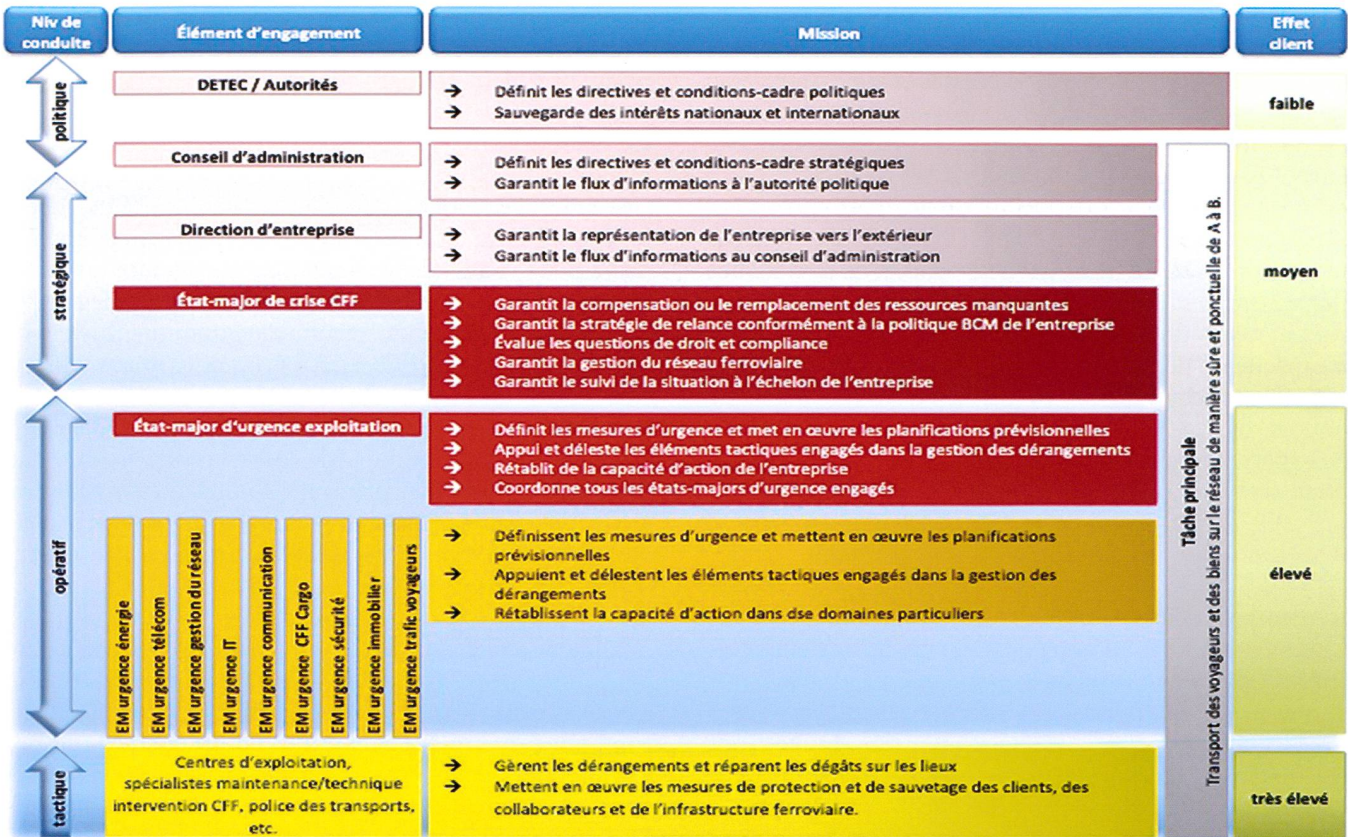 Niv de
conduite
Élément d'engagement
Mission
Effet
client
politique
DETEC / Autorités
→ Définit les directives et conditions-cadre politiques
→ Sauvegarde des intérêts nationaux et internationaux
faible
stratégique
Conseil d'administration
→ Définit les directives et conditions-cadre stratégiques
→ Garantit le flux d'informations à l'autorité politique
Direction d'entreprise
→ Garantit la représentation de l'entreprise vers l'extérieur
→ Garantit le flux d'informations au conseil d'administration
moyen
État-major de crise CFF
→ Garantit la compensation ou le remplacement des ressources manquantes
→ Garantit la stratégie de relance conformément à la politique BCM de l'entreprise
→ Évalue les questions de droit et compliance
→ Garantit la gestion du réseau ferroviaire
→ Garantit le suivi de la situation à l'échelon de l'entreprise
opératif
État-major d'urgence exploitation
→ Définit les mesures d'urgence et met en œuvre les planifications prévisionnelles
→ Appui et déleste les éléments tactiques engagés dans la gestion des dérangements
→ Rétablit de la capacité d'action de l'entreprise
→ Coordonne tous les états-majors d'urgence engagés
EM urgence énergie
EM urgence télécom
EM urgence gestion du réseau
EM urgence IT
EM urgence communication
EM urgence CFF Cargo
EM urgence sécurité
EM urgence immobilier
EM urgence trafic voyageurs
→ Définissent les mesures d'urgence et mettent en œuvre les planifications
prévisionnelles
→ Appuient et délestent les éléments tactiques engagés dans la gestion des
dérangements
→ Rétablissent la capacité d'action dans dse domaines particuliers
élevé
Tâche principale
Transport des voyageurs et des biens sur le réseau de manière sûre et ponctuelle de A à B.
tactique
Centres d'exploitation,
spécialistes maintenance/technique
intervention CFF, police des transports,
etc.
→ Gèrent les dérangements et réparent les dégâts sur les lieux
→ Mettent en œuvre les mesures de protection et de sauvetage des clients, des
collaborateurs et de l'infrastructure ferroviaire.
très élevé